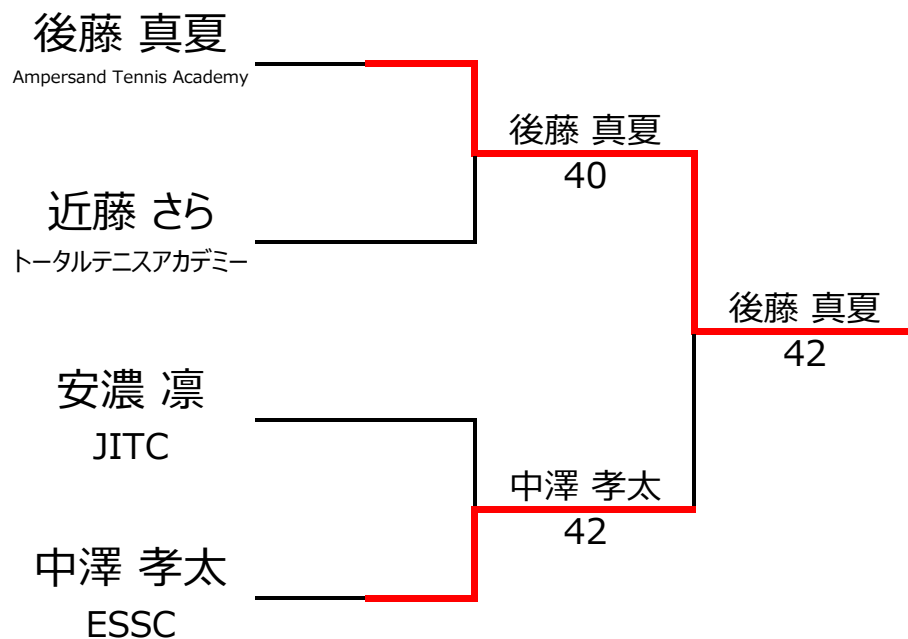 後藤 真夏
Ampersand Tennis Academy
後藤 真夏
40
近藤 さら
トータルテニスアカデミー
後藤 真夏
42
安濃 凛
JITC
中澤 孝太
42
中澤 孝太
ESSC